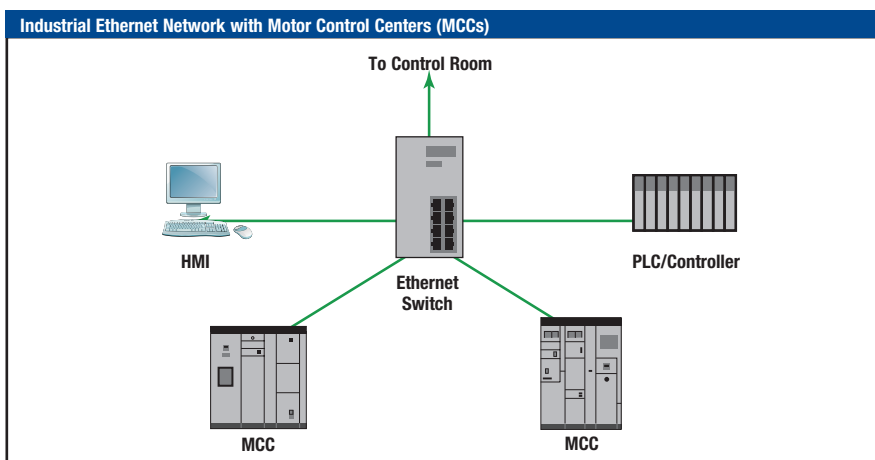 Industrial Ethernet Network with Motor Control Centers (MCCs)
To Control Room
HMI
PLC/Controller
Ethernet
Switch
MCC
MCC